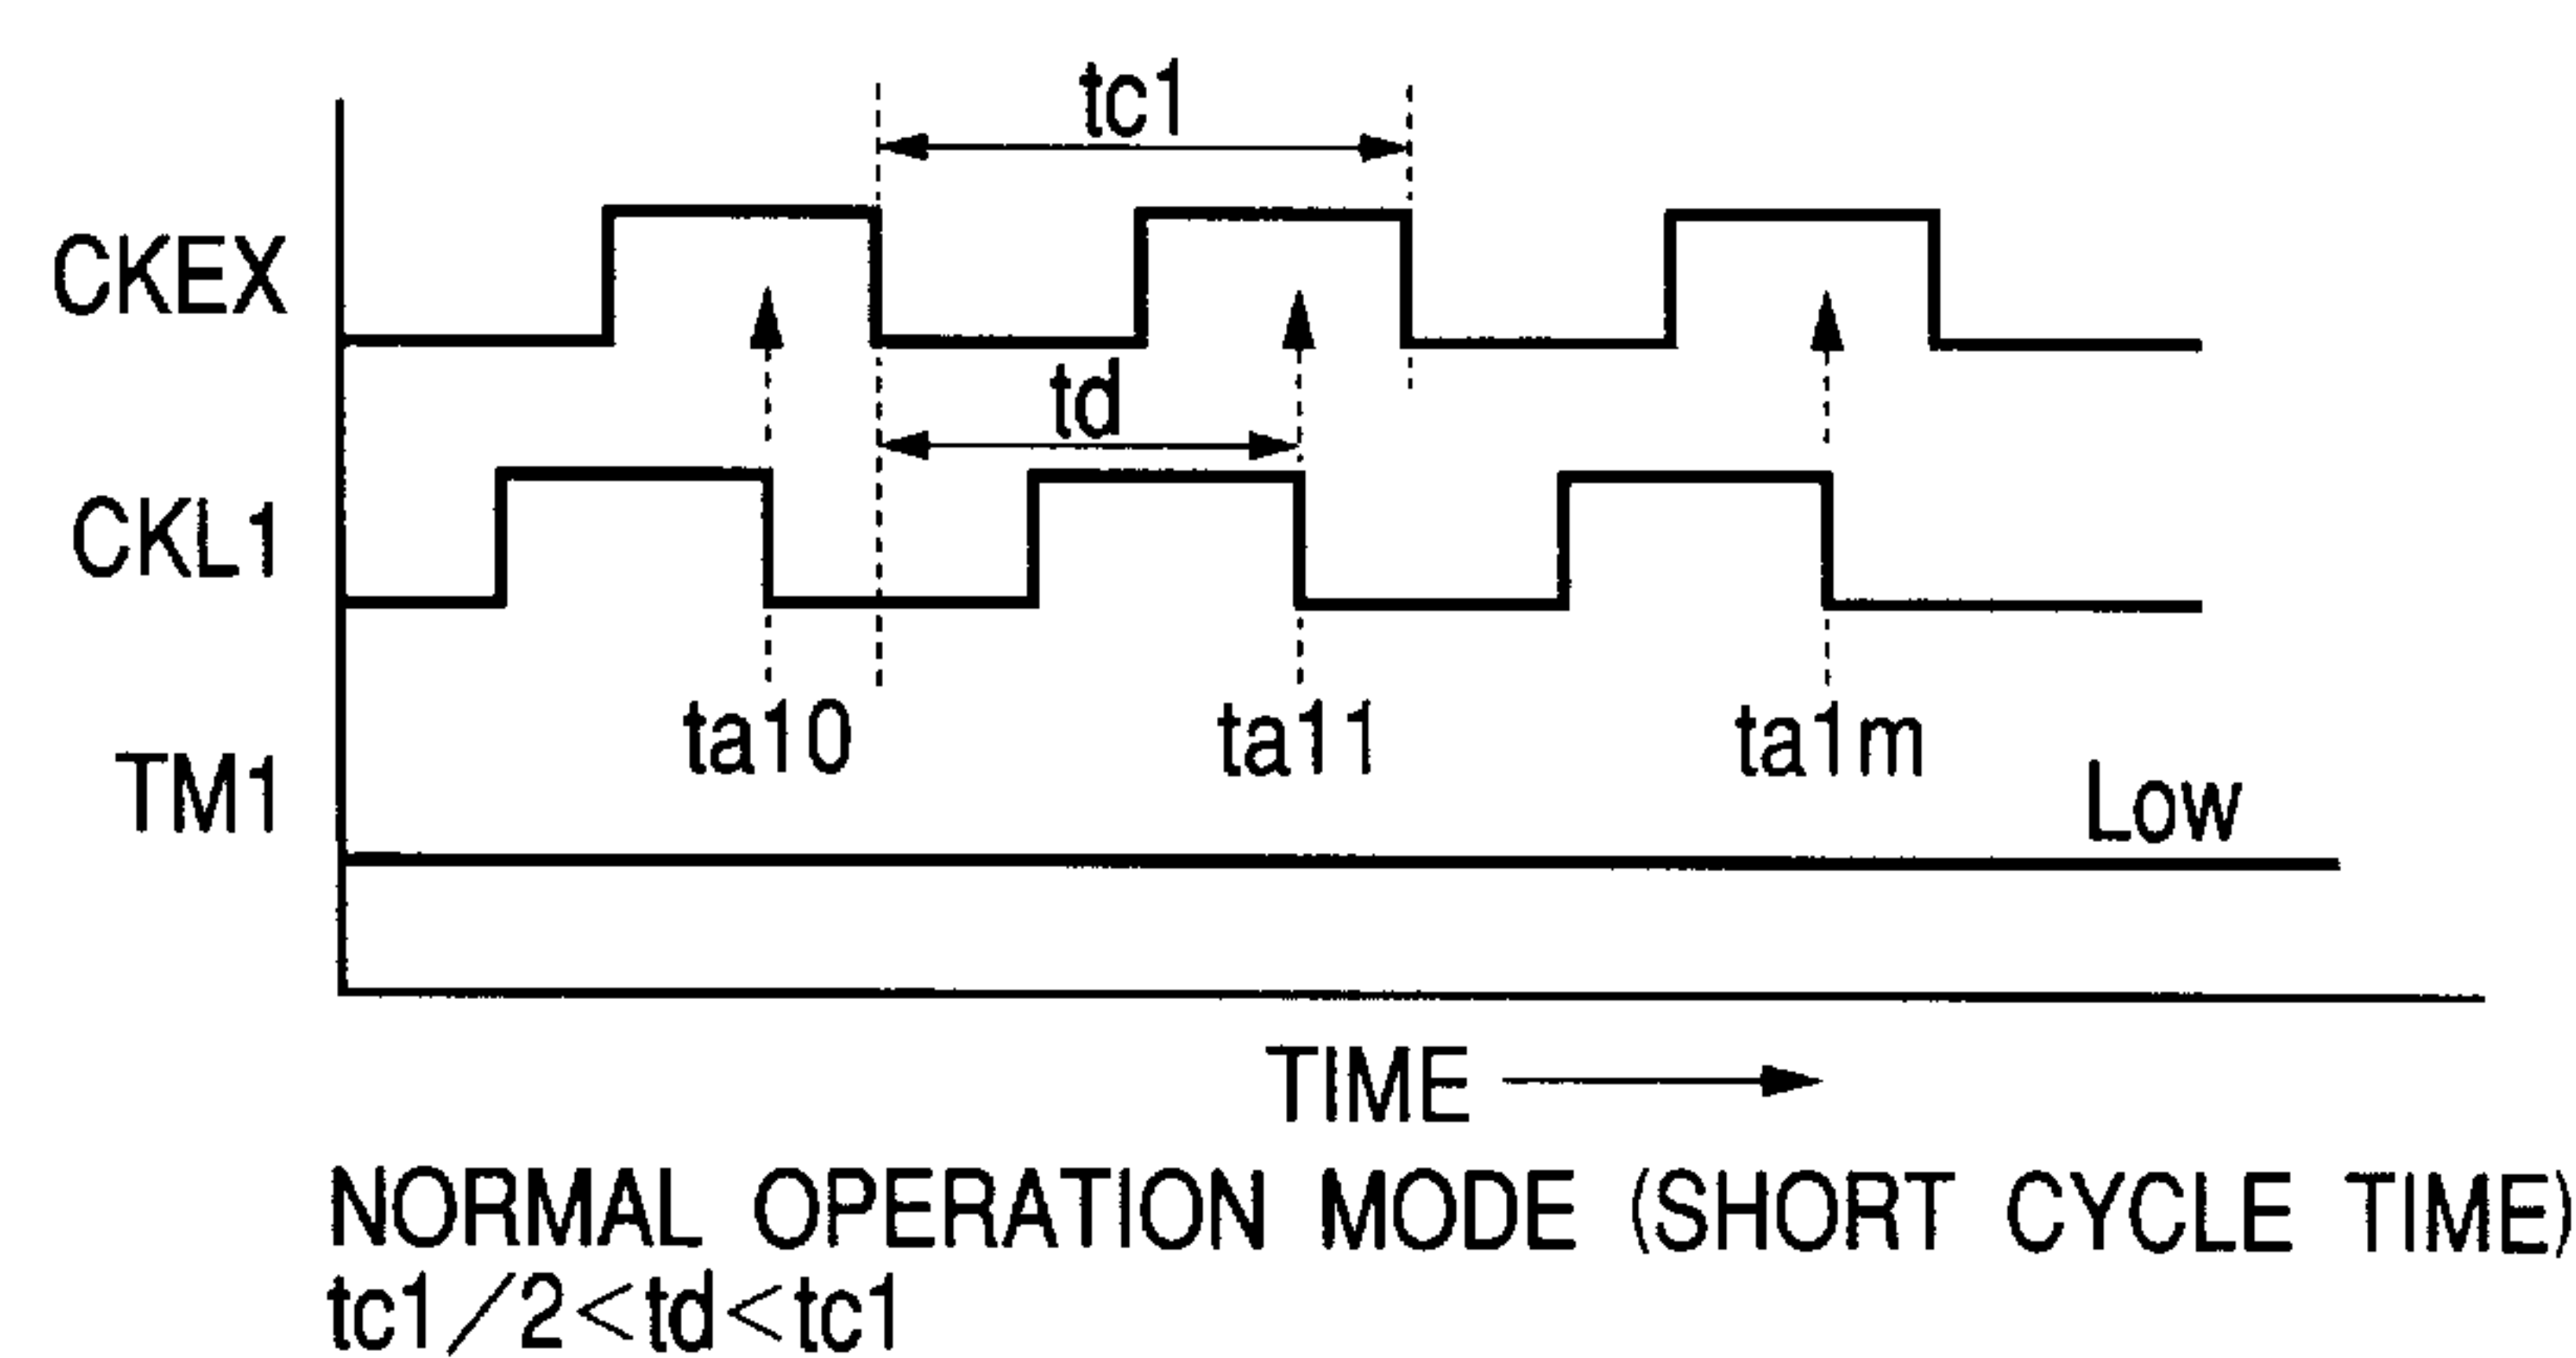 tc1
CKEX
td
CKL1
ta10 ta11 ta1m
TM1
Low
TIME
NORMAL OPERATION MODE (SHORT CYCLE TIME)
tc1/2<td<tc1